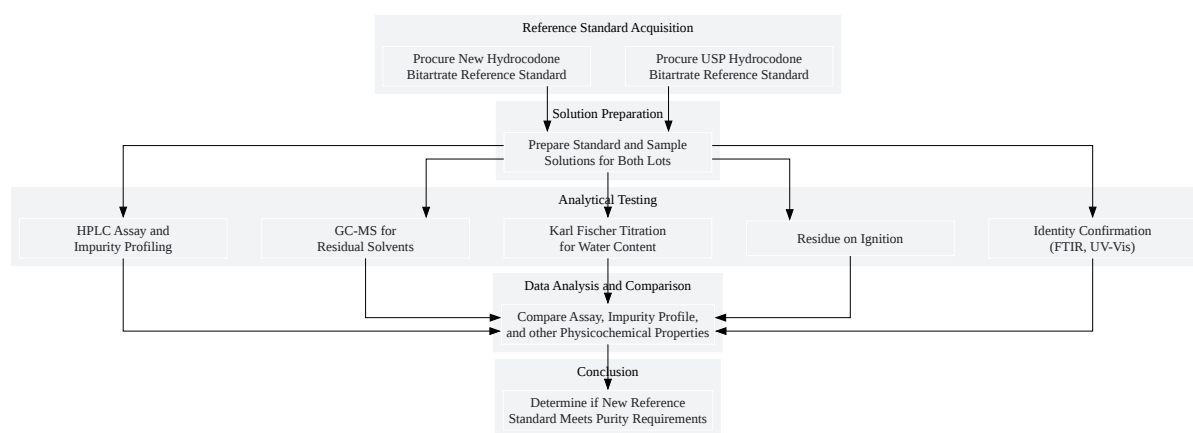 Reference Standard Acquisition
Procure New Hydrocodone
Bitartrate Reference Standard
Procure USP Hydrocodone
Bitartrate Reference Standard
Solution Preparation
Prepare Standard and Sample
Solutions for Both Lots
Analytical Testing
HPLC Assay and
Impurity Profiling
GC-MS for
Residual Solvents
Karl Fischer Titration
for Water Content
Residue on Ignition
Identity Confirmation
(FTIR, UV-Vis)
Data Analysis and Comparison
Compare Assay, Impurity Profile,
and other Physicochemical Properties
Conclusion
Determine if New Reference
Standard Meets Purity Requirements